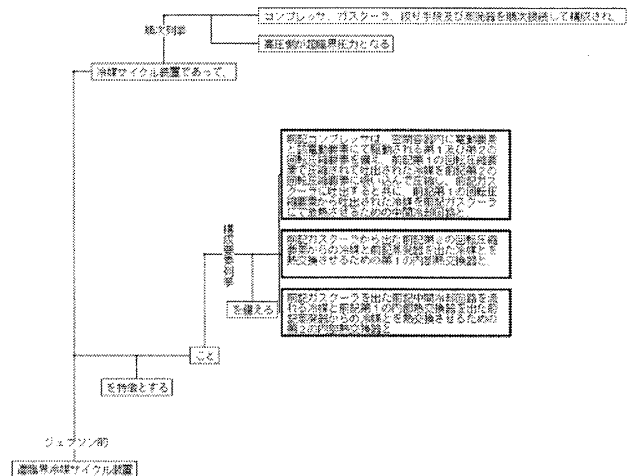 コンプレッサ、ガスクーラ、絞り手段及び蒸発器を順次接続して構成され、
順次列挙
高圧側が超臨界圧力となる
冷媒サイクル装置であって、
前記コンプレッサは、密閉容器内に電動要素
と該電動要素にて駆動される第1及び第2の
回転圧縮要素を備え、前記第1の回転圧縮要
素で圧縮されて吐出された冷媒を前記第2の
回転圧縮要素に吸い込んで圧縮し、前記ガス
クーラに吐出すると共に、前記第1の回転圧
縮要素から吐出された冷媒を前記ガスクーラ
にて放熱させるための中間冷却回路と、
構成要素列挙
前記ガスクーラから出た前記第2の回転圧縮
要素からの冷媒と前記蒸発器を出た冷媒とを
熱交換させるための第1の内部熱交換器と、
を備える
前記ガスクーラを出た前記中間冷却回路を流
れる冷媒と前記第1の内部熱交換器を出た前
記蒸発器からの冷媒とを熱交換させるための
第2の内部熱交換器と
こと
を特徴とする
ジェプソン的
遷臨界冷媒サイクル装置